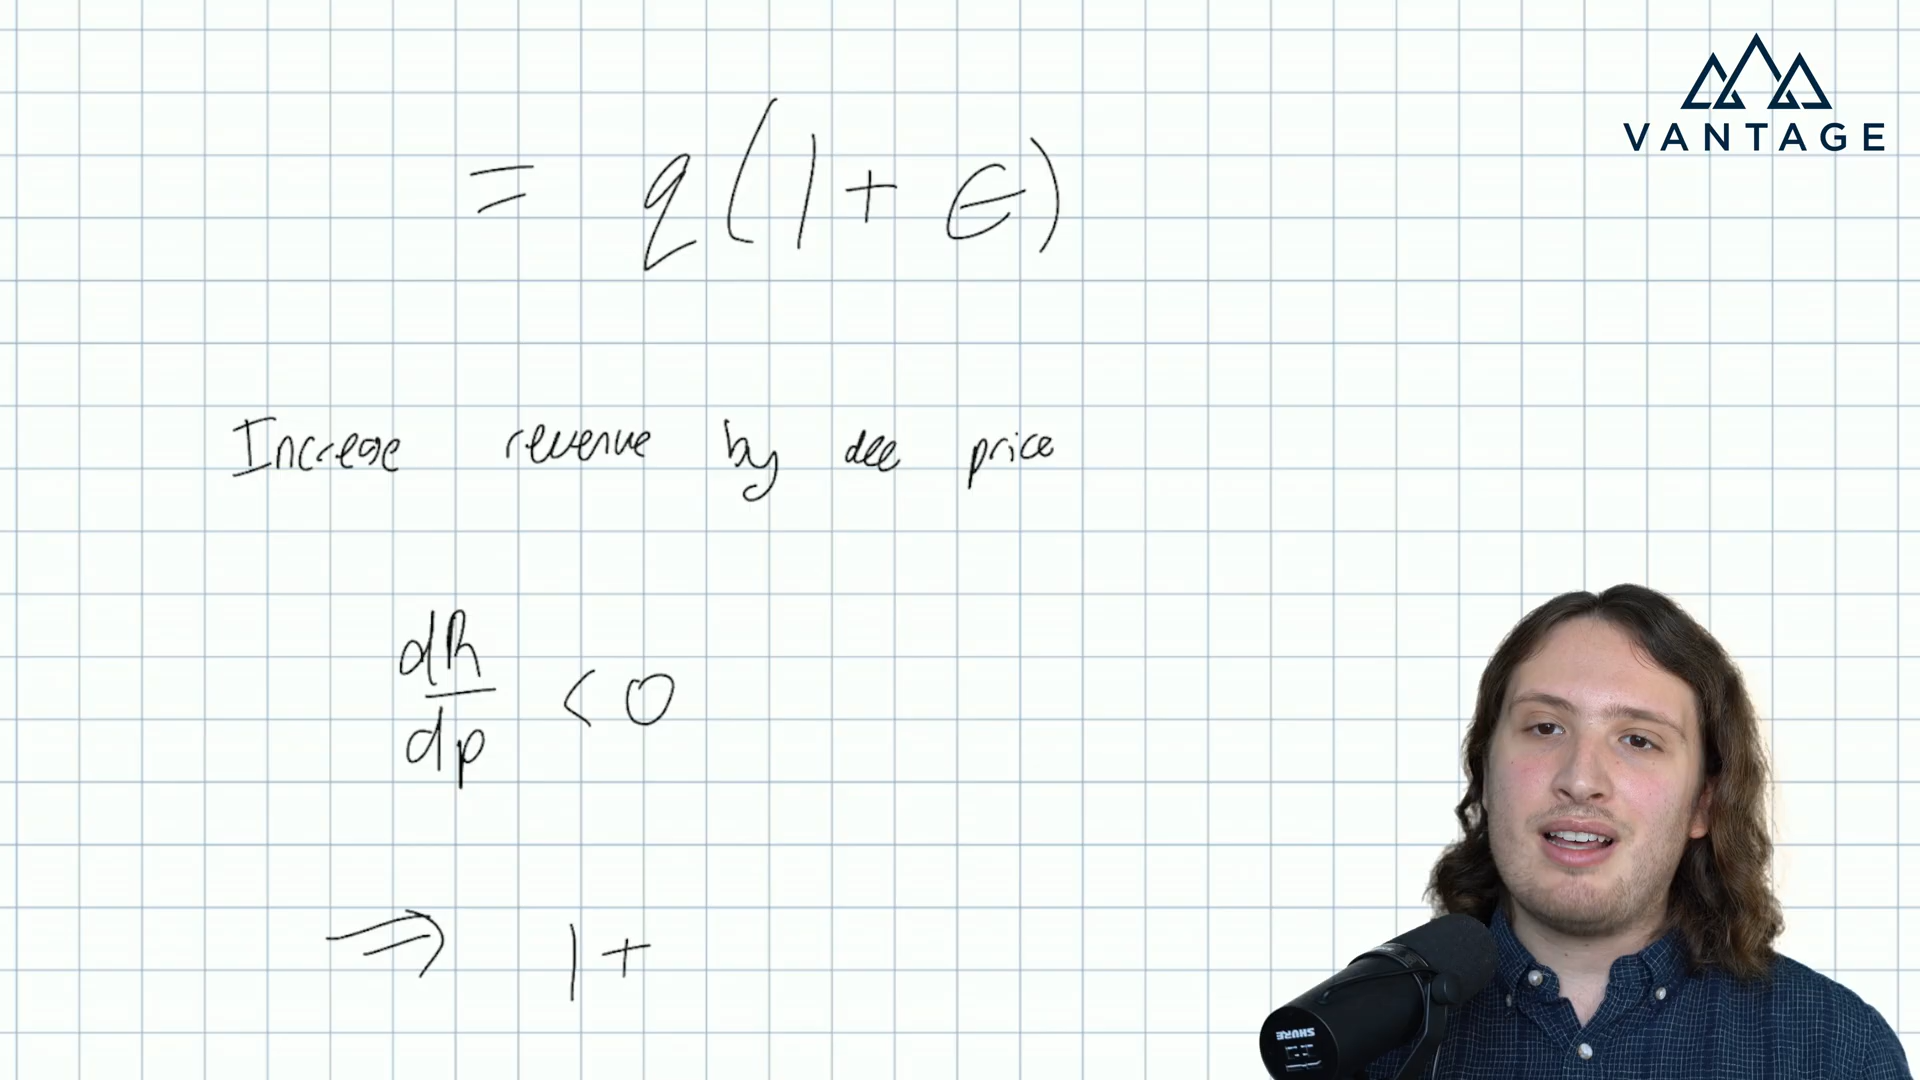 VANTAGE
= q(1 + ϵ)
Increase revenue by dec price
dR
dp
< 0
⇒ 1 +
SHURE